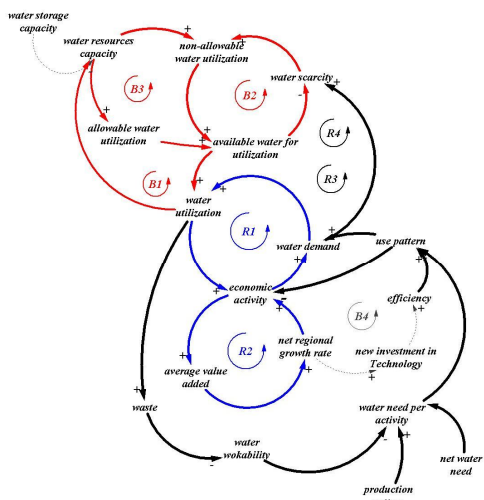 water storage
capacity
water resources
capacity
non-allowable
water utilization
water scarcity
B3
B2
allowable water
utilization
available water for
utilization
R4
R3
B1
water
utilization
R1
water demand
use pattern
economic
activity
efficiency
B4
net regional
growth rate
R2
new investment in
Technology
average value
added
waste
water need per
activity
water
wokability
net water
need
production